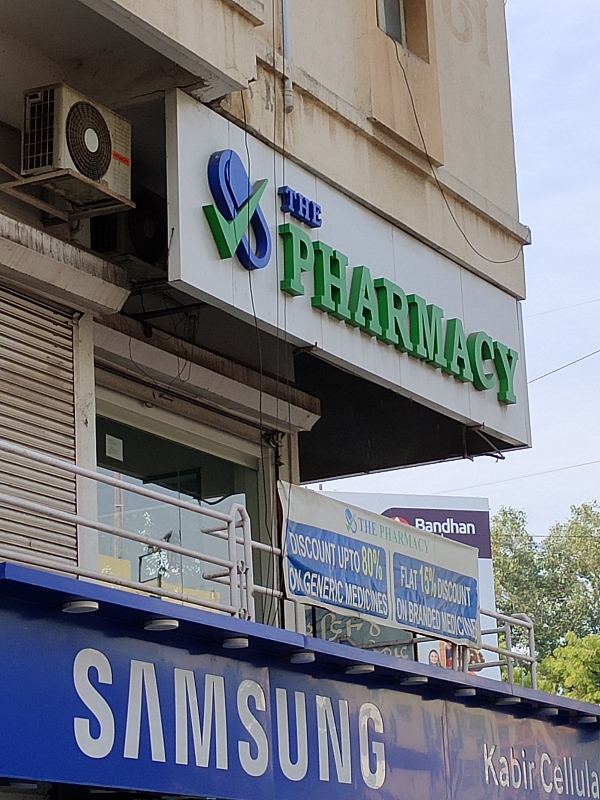 THE
PHARMACY
Bandhan
THE PHARMACY
DISCOUNT UPTO 80%
ON GENERIC MEDICINES
FLAT 15% DISCOUNT
ON BRANDED MEDICINE
SAMSUNG
Kabir Cellula